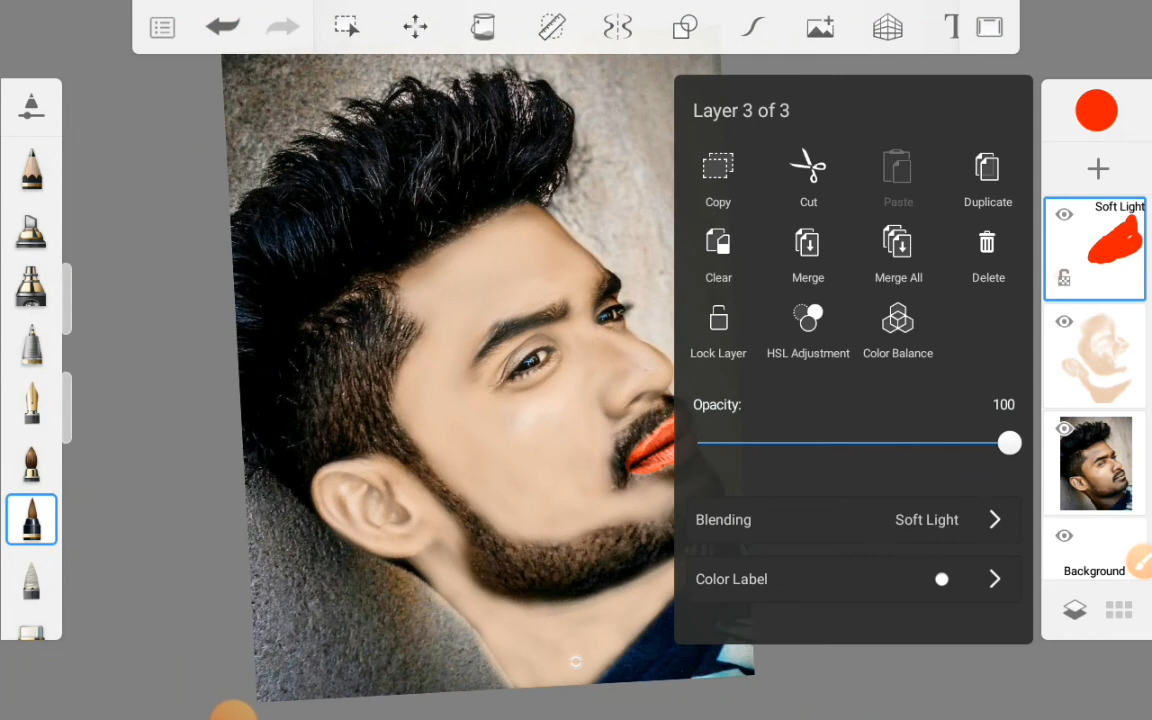 T
Layer 3 of 3
Copy
Cut
Paste
Duplicate
Clear
Merge
Merge All
Delete
Lock Layer
HSL Adjustment
Color Balance
Opacity:
100
Blending
Soft Light
Color Label
Soft Light
Background